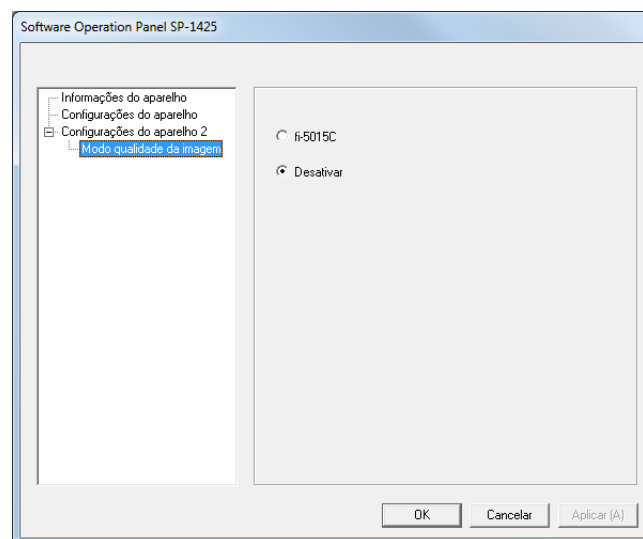 Software Operation Panel SP-1425
Informações do aparelho
Configurações do aparelho
Configurações do aparelho 2
Modo qualidade da imagem
fi-5015C
Desativar
OK
Cancelar
Aplicar (A)